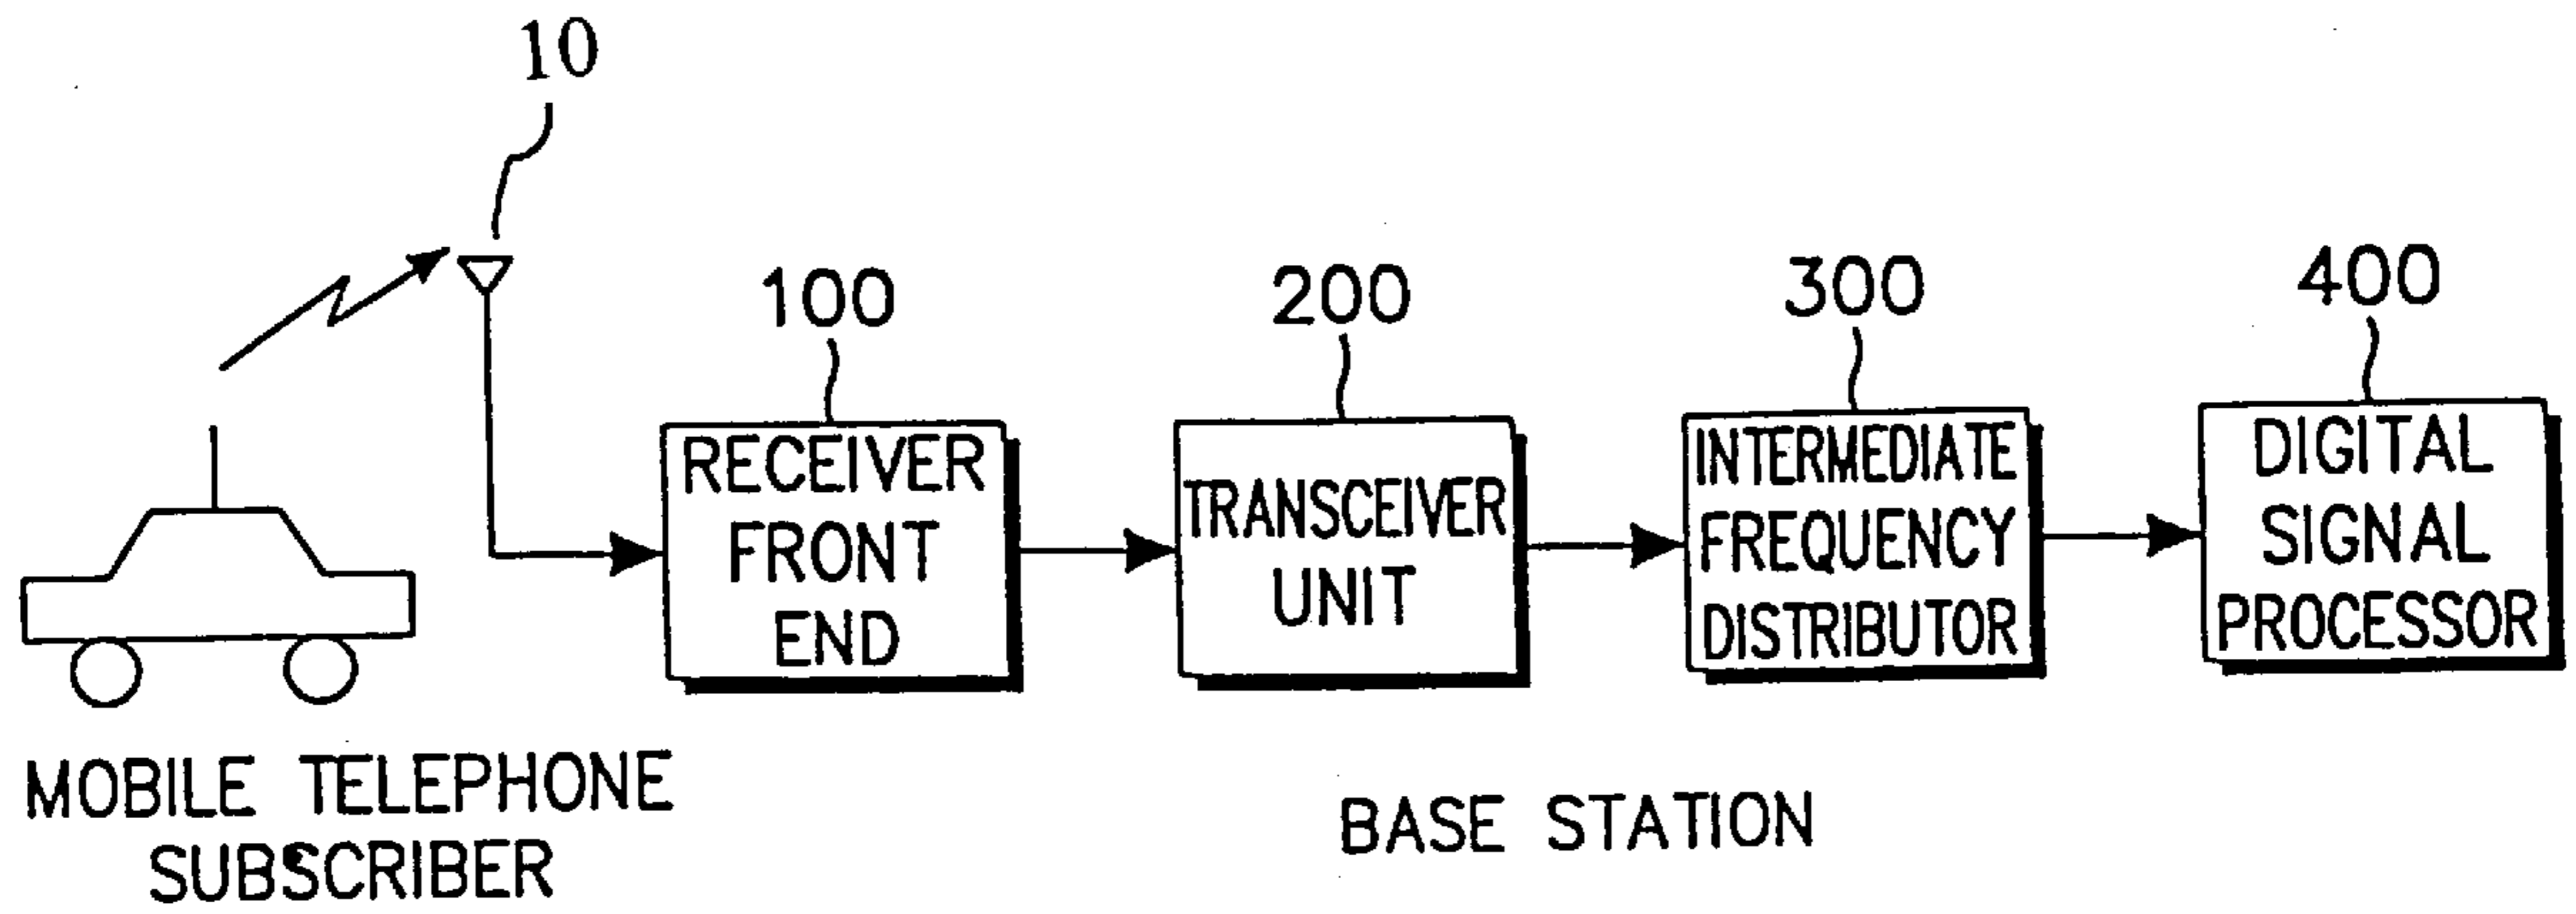 10
100
200
300
400
RECEIVER
FRONT
END
TRANSCEIVER
UNIT
INTERMEDIATE
FREQUENCY
DISTRIBUTOR
DIGITAL
SIGNAL
PROCESSOR
MOBILE TELEPHONE
SUBSCRIBER
BASE STATION